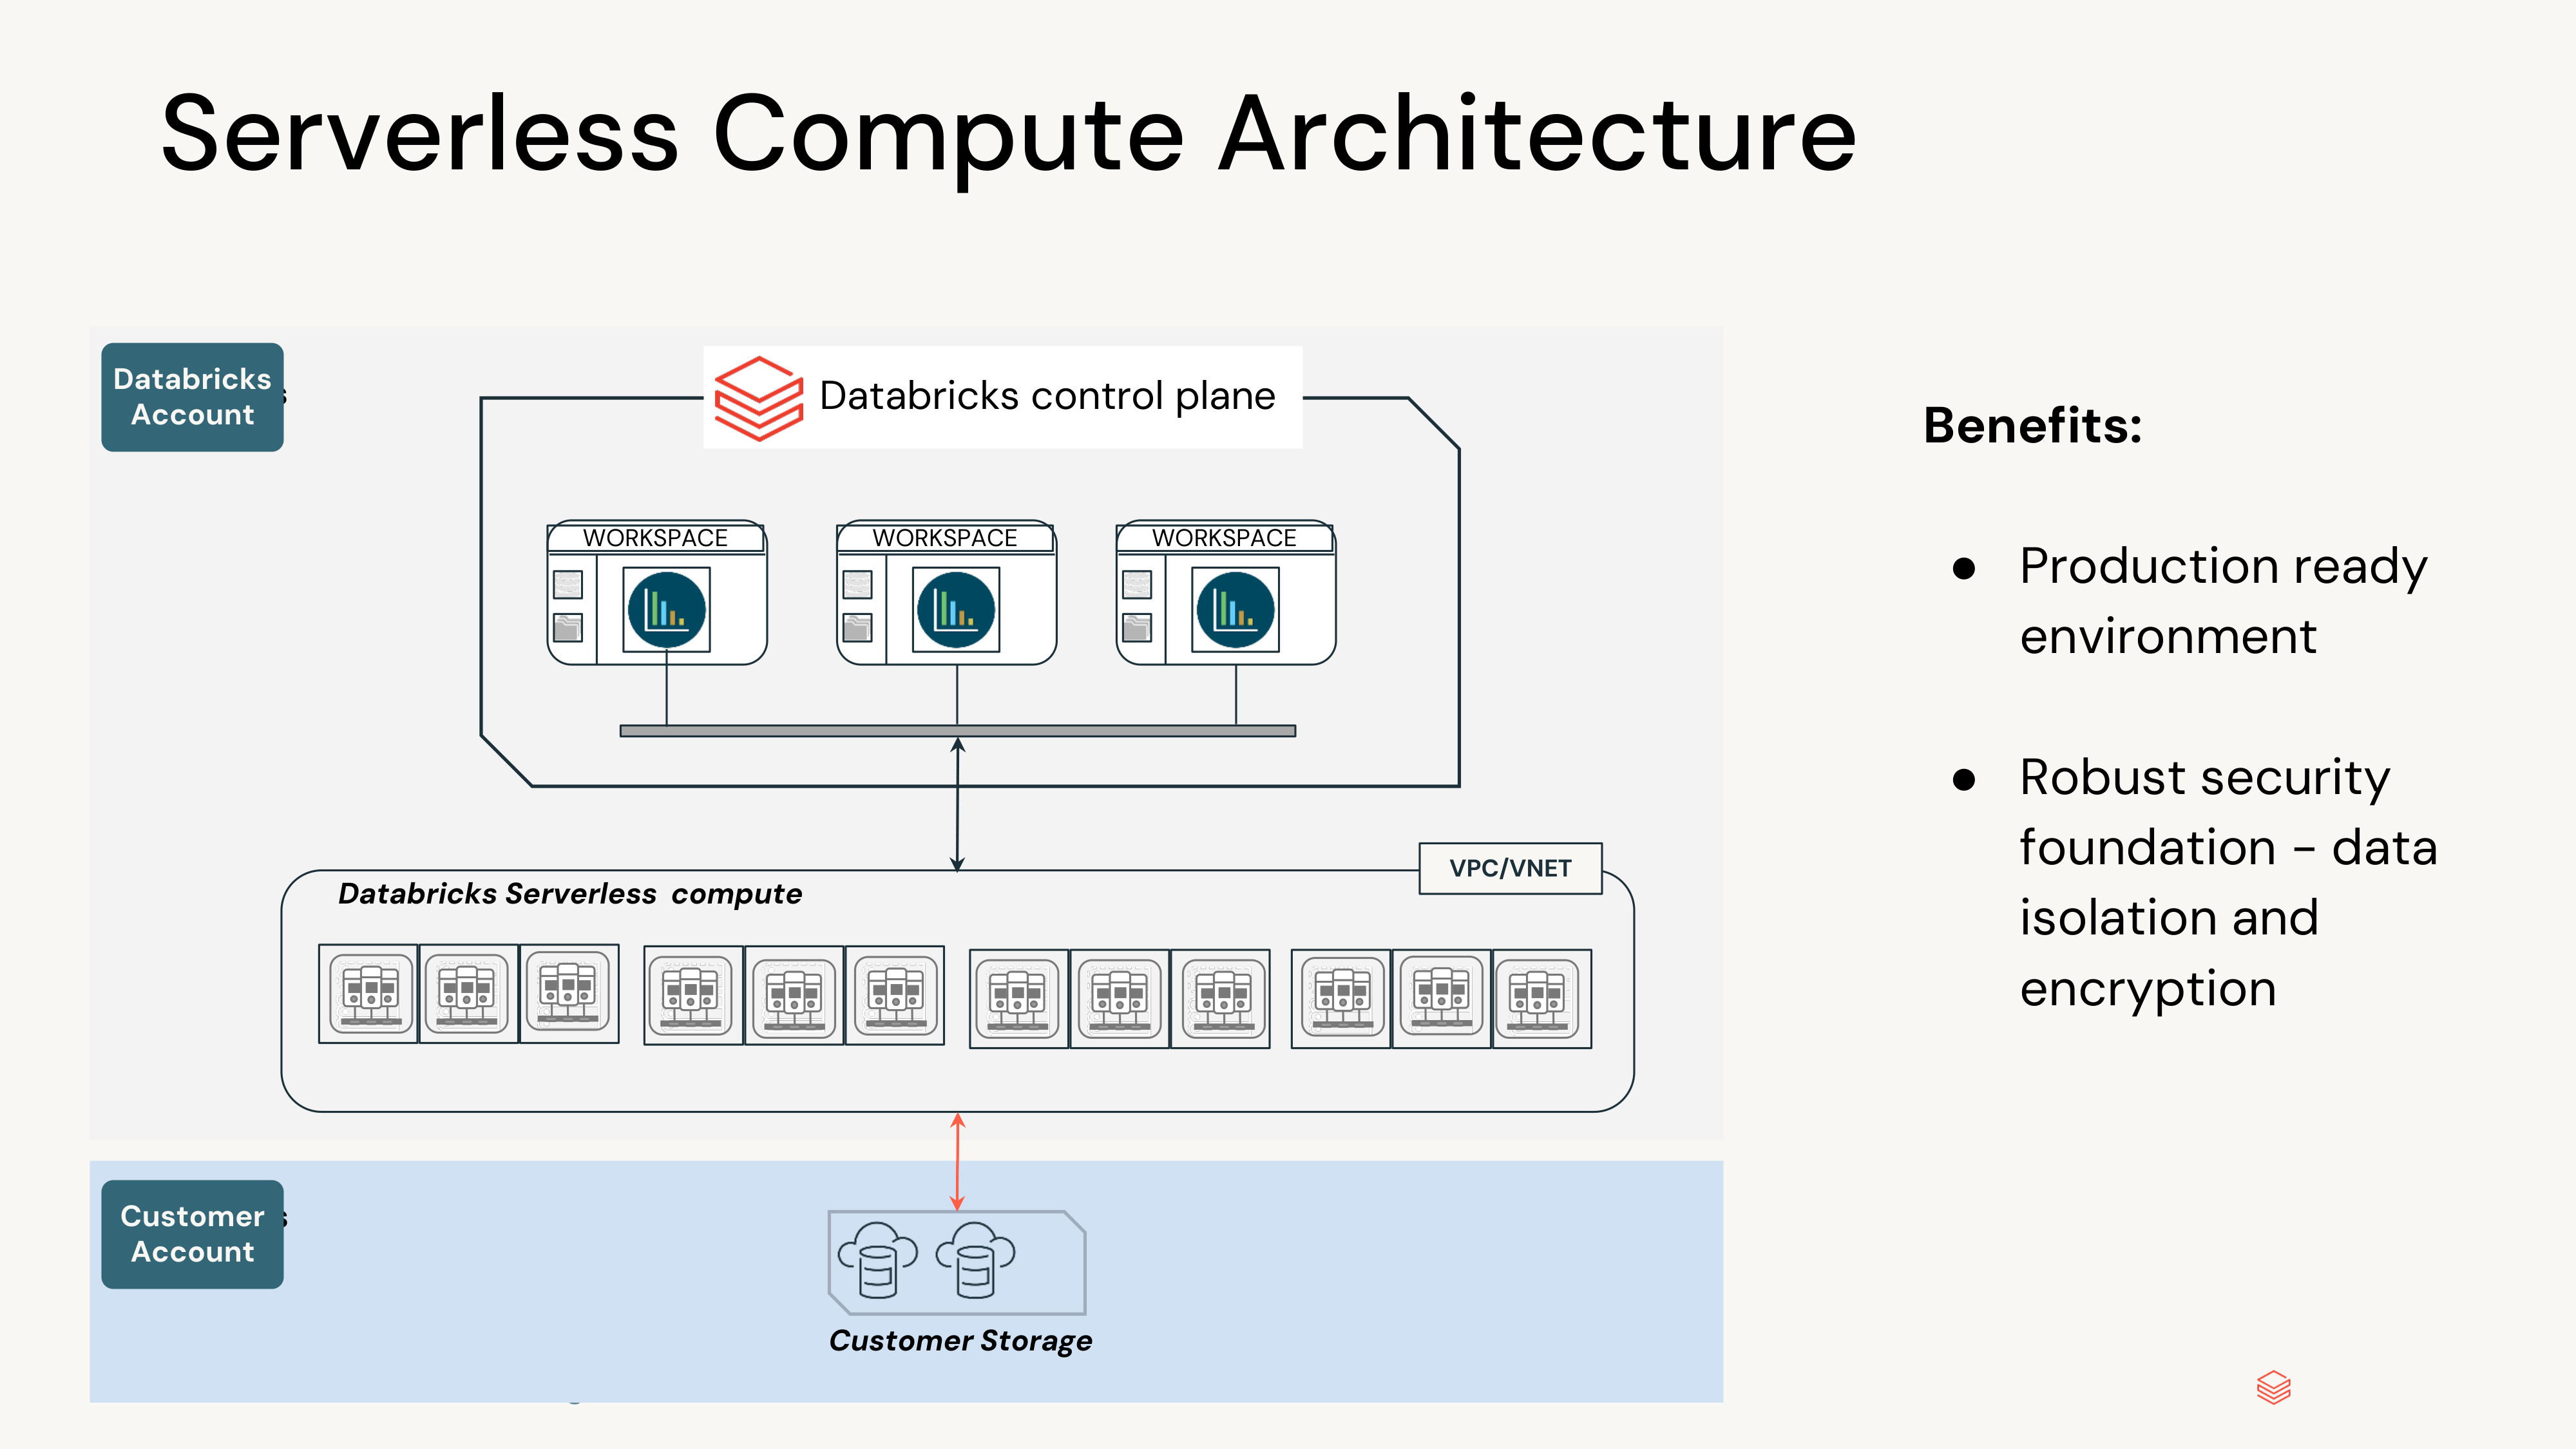 Serverless Compute Architecture
Databricks
Account
Databricks control plane
WORKSPACE
WORKSPACE
WORKSPACE
VPC/VNET
Databricks Serverless compute
Customer
Account
Customer Storage
Benefits:
● Production ready
environment
● Robust security
foundation - data
isolation and
encryption